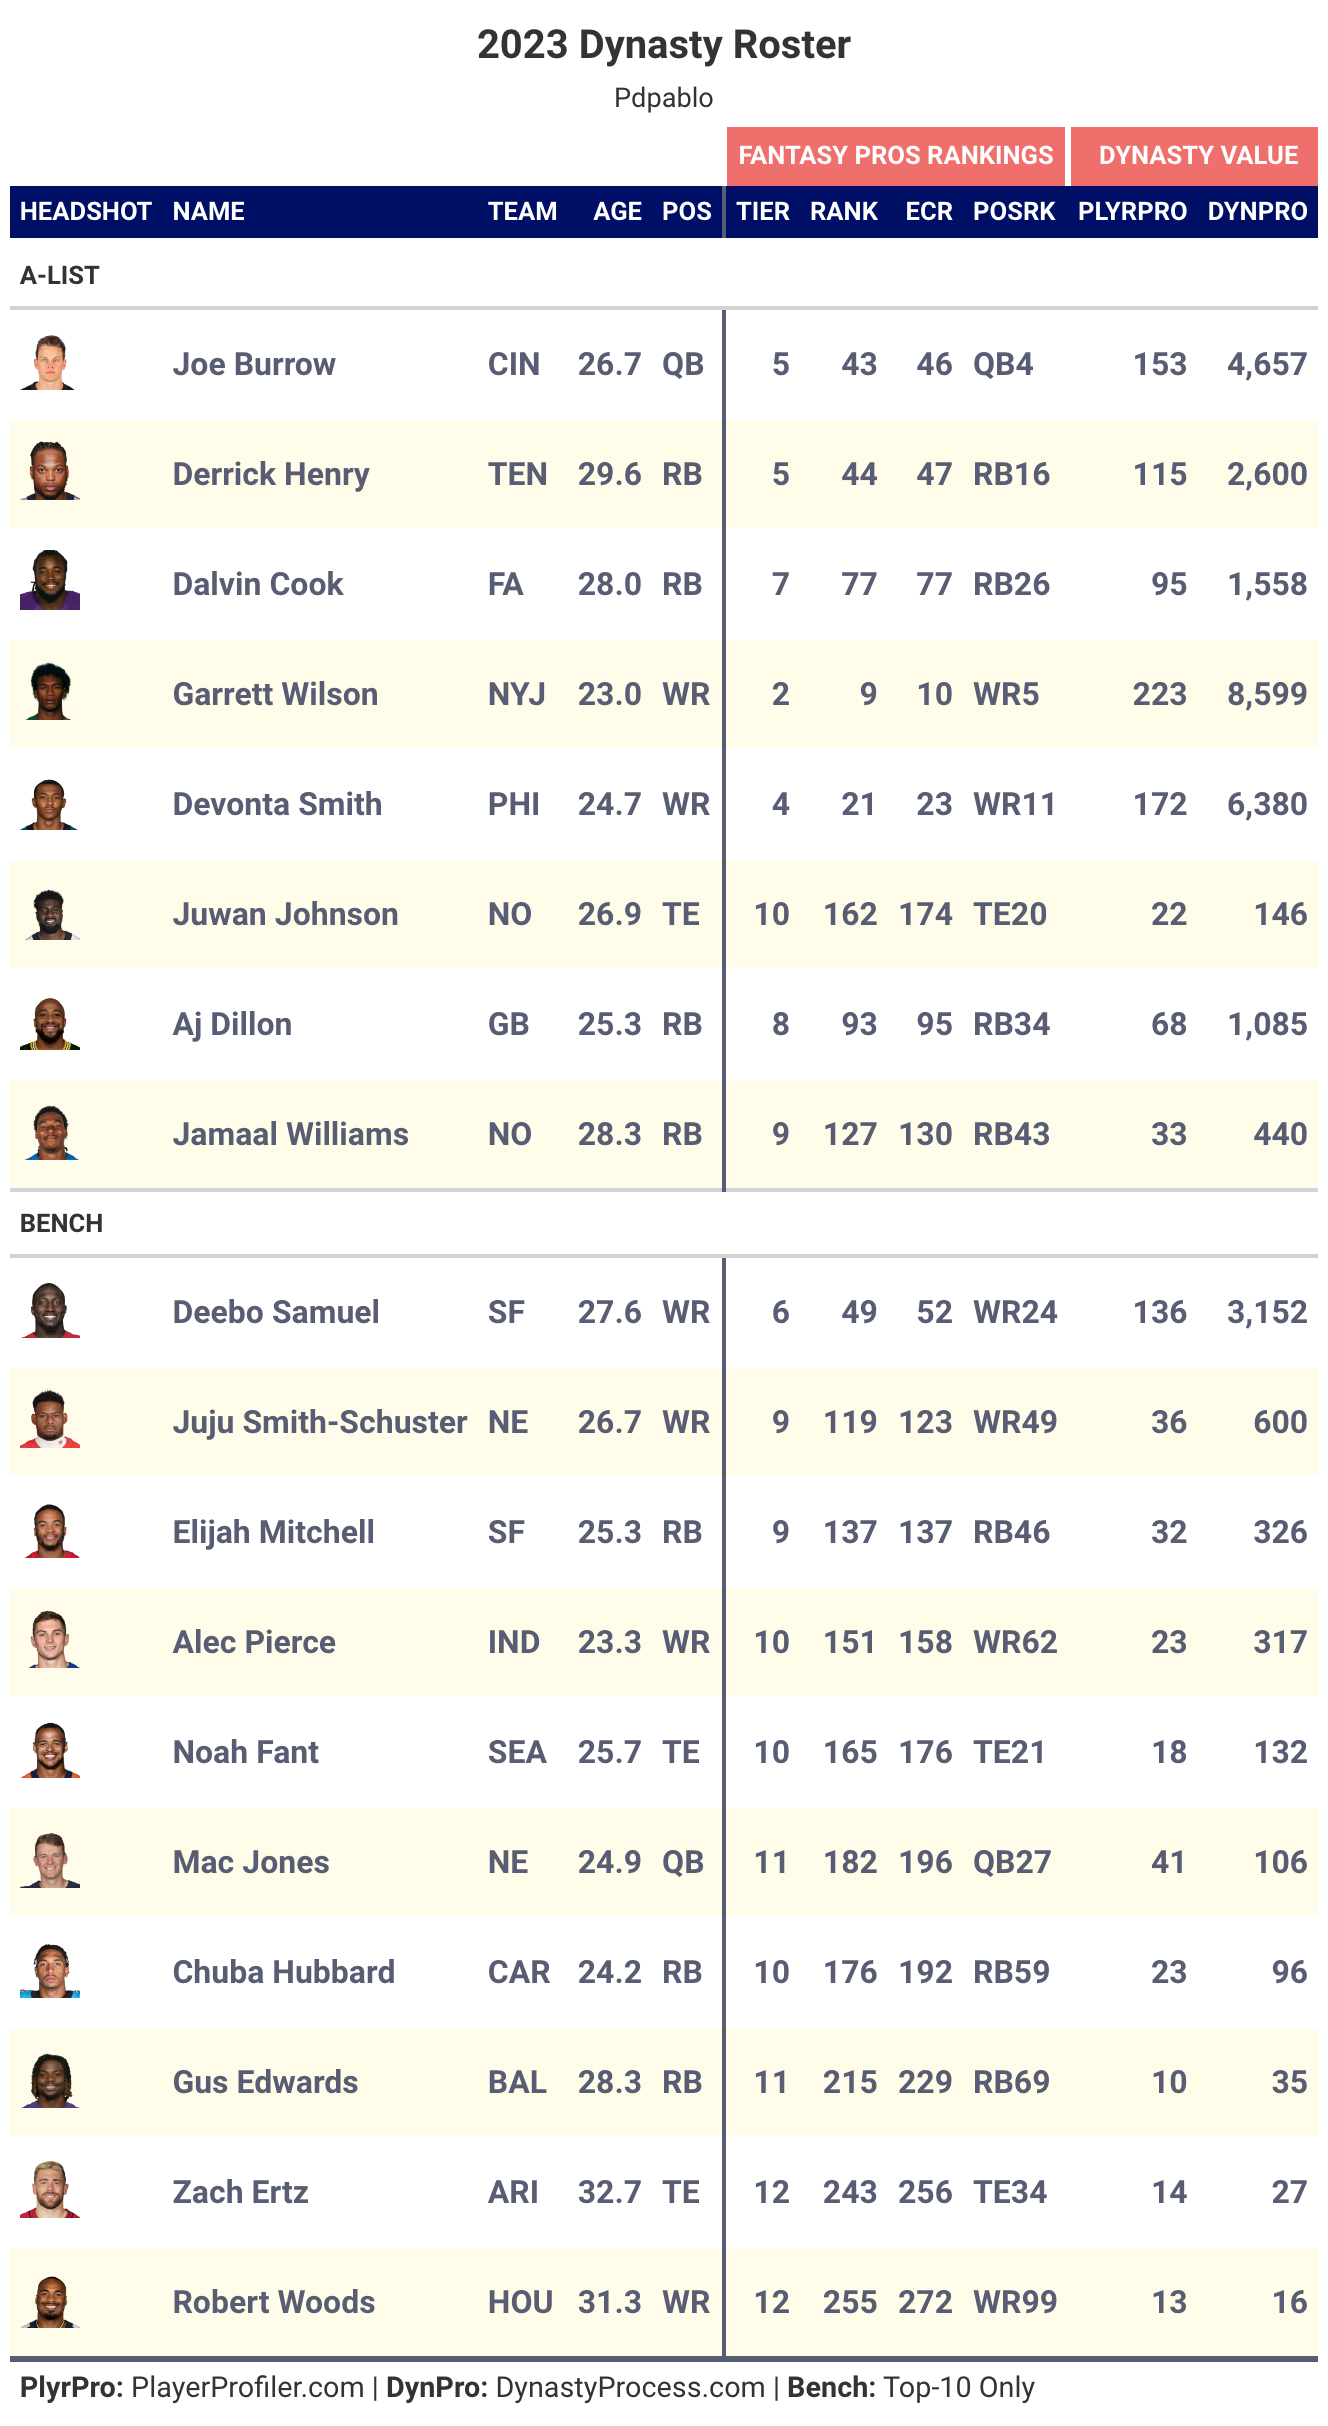 2023 Dynasty Roster
Pdpablo
FANTASY PROS RANKINGS DYNASTY VALUE
HEADSHOT NAME TEAM AGE POS TIER RANK ECR POSRK PLYRPRO DYNPRO
A-LIST
Joe Burrow CIN 26.7 QB 5 43 46 QB4 153 4,657
Derrick Henry TEN 29.6 RB 5 44 47 RB16 115 2,600
Dalvin Cook FA 28.0 RB 7 77 77 RB26 95 1,558
Garrett Wilson NYJ 23.0 WR 2 9 10 WR5 223 8,599
Devonta Smith PHI 24.7 WR 4 21 23 WR11 172 6,380
Juwan Johnson NO 26.9 TE 10 162 174 TE20 22 146
Aj Dillon GB 25.3 RB 8 93 95 RB34 68 1,085
Jamaal Williams NO 28.3 RB 9 127 130 RB43 33 440
BENCH
Deebo Samuel SF 27.6 WR 6 49 52 WR24 136 3,152
Juju Smith-Schuster NE 26.7 WR 9 119 123 WR49 36 600
Elijah Mitchell SF 25.3 RB 9 137 137 RB46 32 326
Alec Pierce IND 23.3 WR 10 151 158 WR62 23 317
Noah Fant SEA 25.7 TE 10 165 176 TE21 18 132
Mac Jones NE 24.9 QB 11 182 196 QB27 41 106
Chuba Hubbard CAR 24.2 RB 10 176 192 RB59 23 96
Gus Edwards BAL 28.3 RB 11 215 229 RB69 10 35
Zach Ertz ARI 32.7 TE 12 243 256 TE34 14 27
Robert Woods HOU 31.3 WR 12 255 272 WR99 13 16
PlyrPro: PlayerProfiler.com | DynPro: DynastyProcess.com | Bench: Top-10 Only